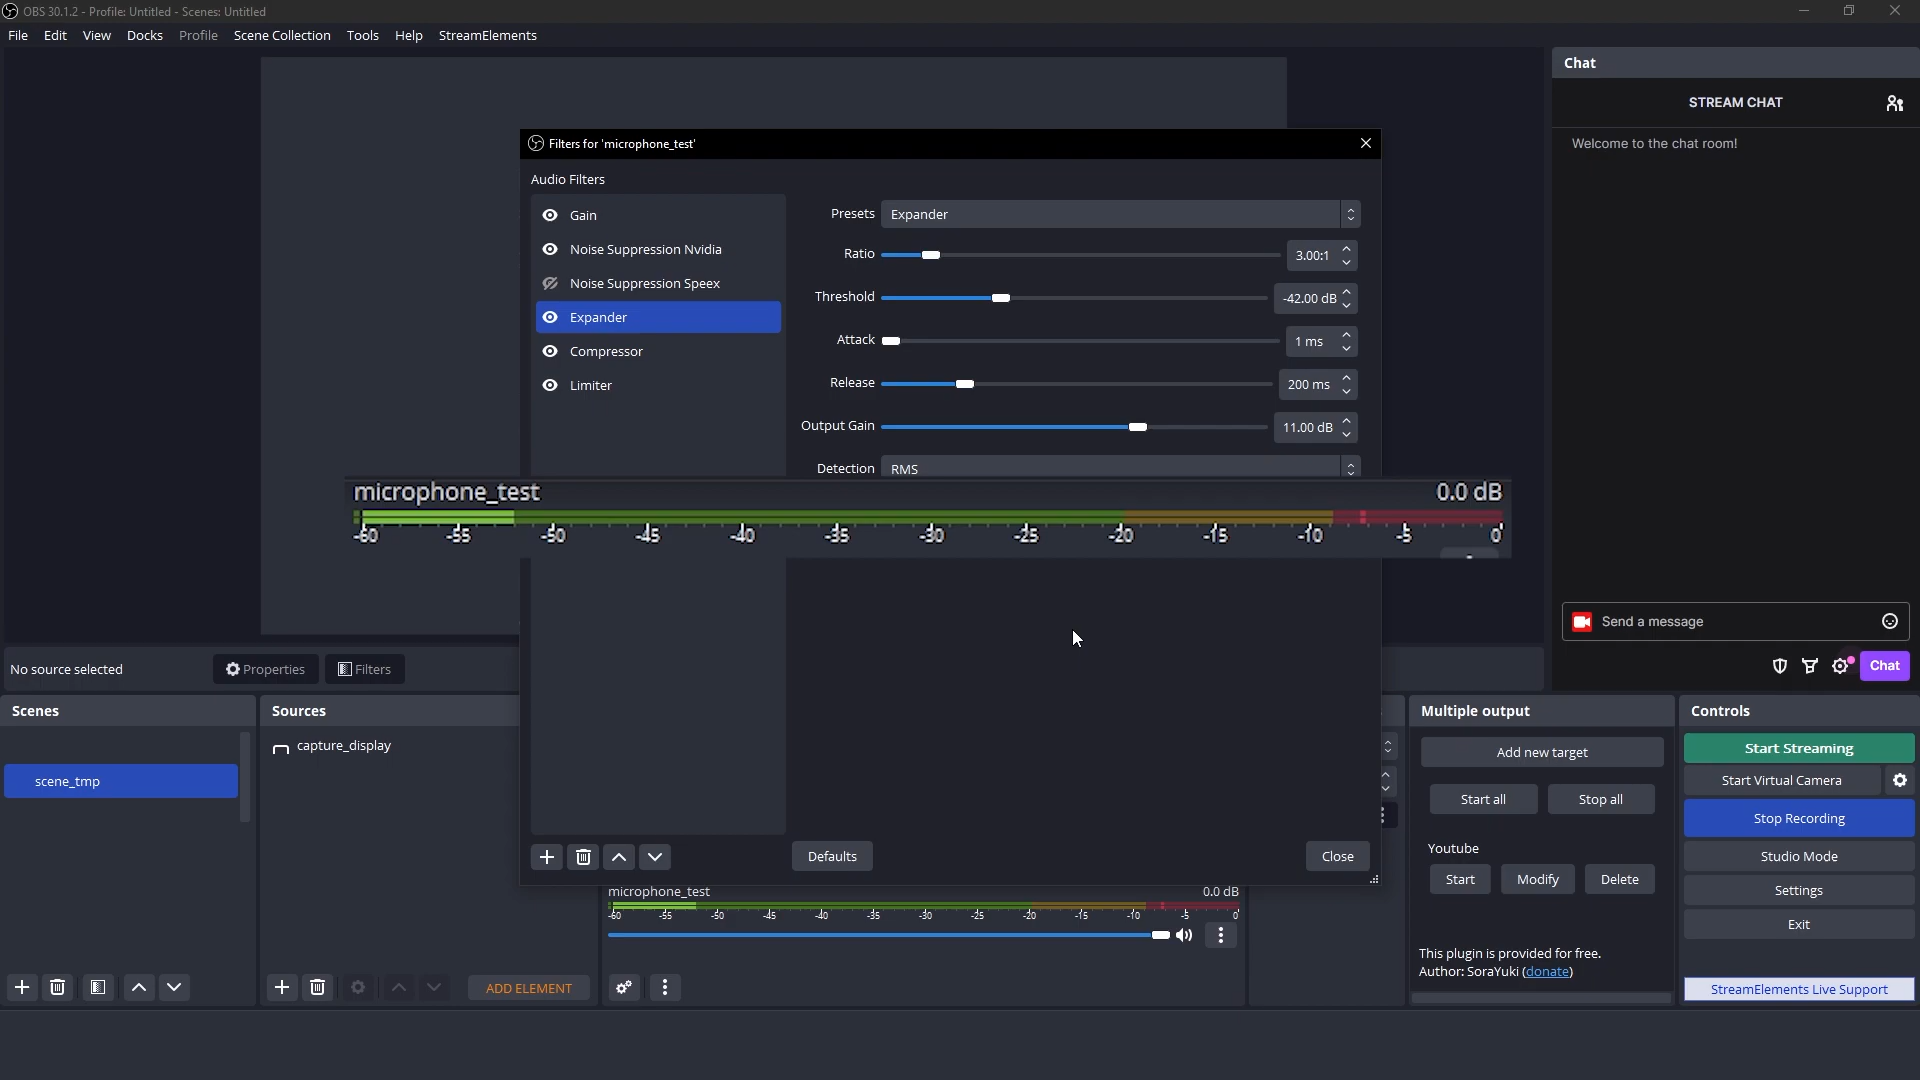 OBS 30.1.2 - Profile: Untitled - Scenes: Untitled
File Edit View Docks Profile Scene Collection Tools Help StreamElements
Chat
STREAM CHAT
Welcome to the chat room!
Filters for 'microphone_test'
Audio Filters
Gain
Noise Suppression Nvidia
Noise Suppression Speex
Expander
Compressor
Limiter
Presets Expander
Ratio 3.00:1
Threshold -42.00 dB
Attack 1 ms
Release 200 ms
Output Gain 11.00 dB
Detection RMS
microphone_test 0.0 dB
-60 -55 -50 -45 -40 -35 -30 -25 -20 -15 -10 -5 0
Defaults
Close
Send a message
Chat
No source selected
Properties
Filters
Scenes
scene_tmp
Sources
capture_display
ADD ELEMENT
microphone_test 0.0 dB
-60 -55 -50 -45 -40 -35 -30 -25 -20 -15 -10 -5 0
Multiple output
Add new target
Start all Stop all
Youtube
Start Modify Delete
This plugin is provided for free.
Author: SoraYuki (donate)
Controls
Start Streaming
Start Virtual Camera
Stop Recording
Studio Mode
Settings
Exit
StreamElements Live Support